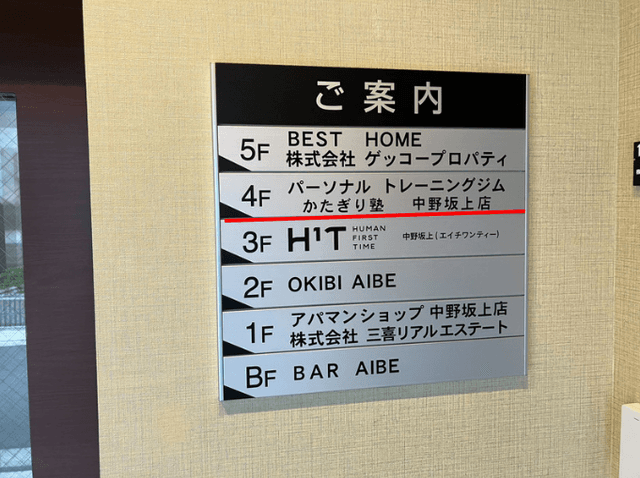 ご案内
5F BEST HOME
株式会社 ゲッコープロパティ
4F パーソナル トレーニングジム
かたぎり塾 中野坂上店
3F H1T HUMAN FIRST TIME 中野坂上(エイチワンティー)
2F OKIBI AIBE
1F アパマンショップ 中野坂上店
株式会社 三喜リアルエステート
BF BAR AIBE